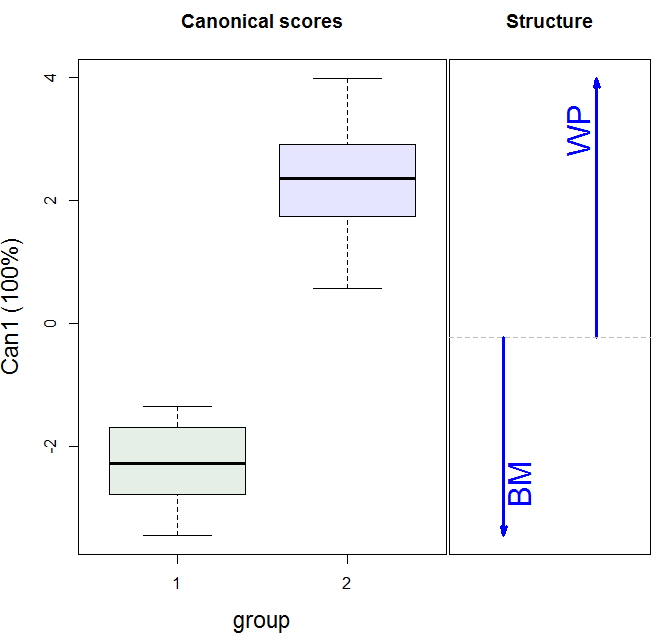 Canonical scores
Structure
Can1 (100%)
4
2
0
-2
WP
BM
1
2
group